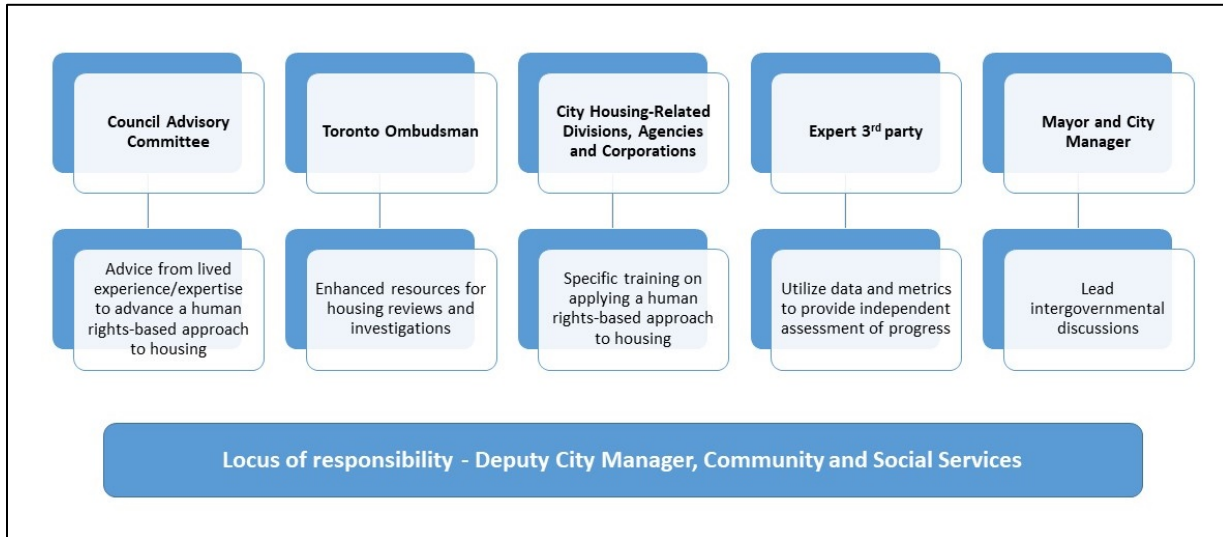 Council Advisory
Committee
Toronto Ombudsman
City Housing-Related
Divisions, Agencies
and Corporations
Expert 3rd party
Mayor and City
Manager
Advice from lived
experience/expertise
to advance a human
rights-based approach
to housing
Enhanced resources for
housing reviews and
investigations
Specific training on
applying a human
rights-based approach
to housing
Utilize data and metrics
to provide independent
assessment of progress
Lead
intergovernmental
discussions
Locus of responsibility - Deputy City Manager, Community and Social Services